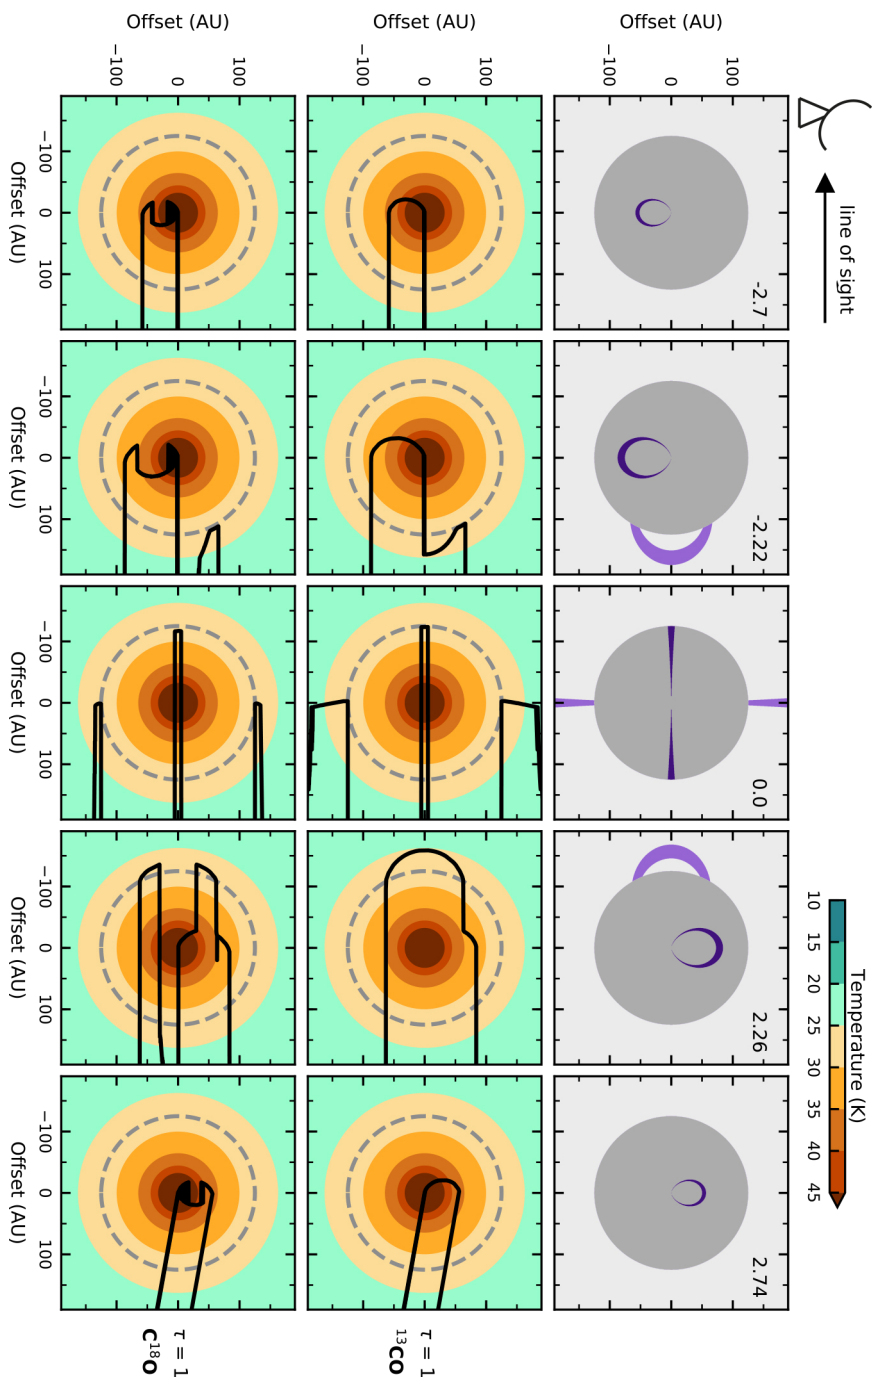 line of sight
Temperature (K)
10 15 20 25 30 35 40 45
-2.7
-2.22
0.0
2.26
2.74
Offset (AU)
−100 0 100
τ = 1
¹³CO
Offset (AU)
−100 0 100
τ = 1
C¹⁸O
Offset (AU)
−100 0 100
−100 0 100
Offset (AU)
−100 0 100
Offset (AU)
−100 0 100
Offset (AU)
−100 0 100
Offset (AU)
−100 0 100
Offset (AU)